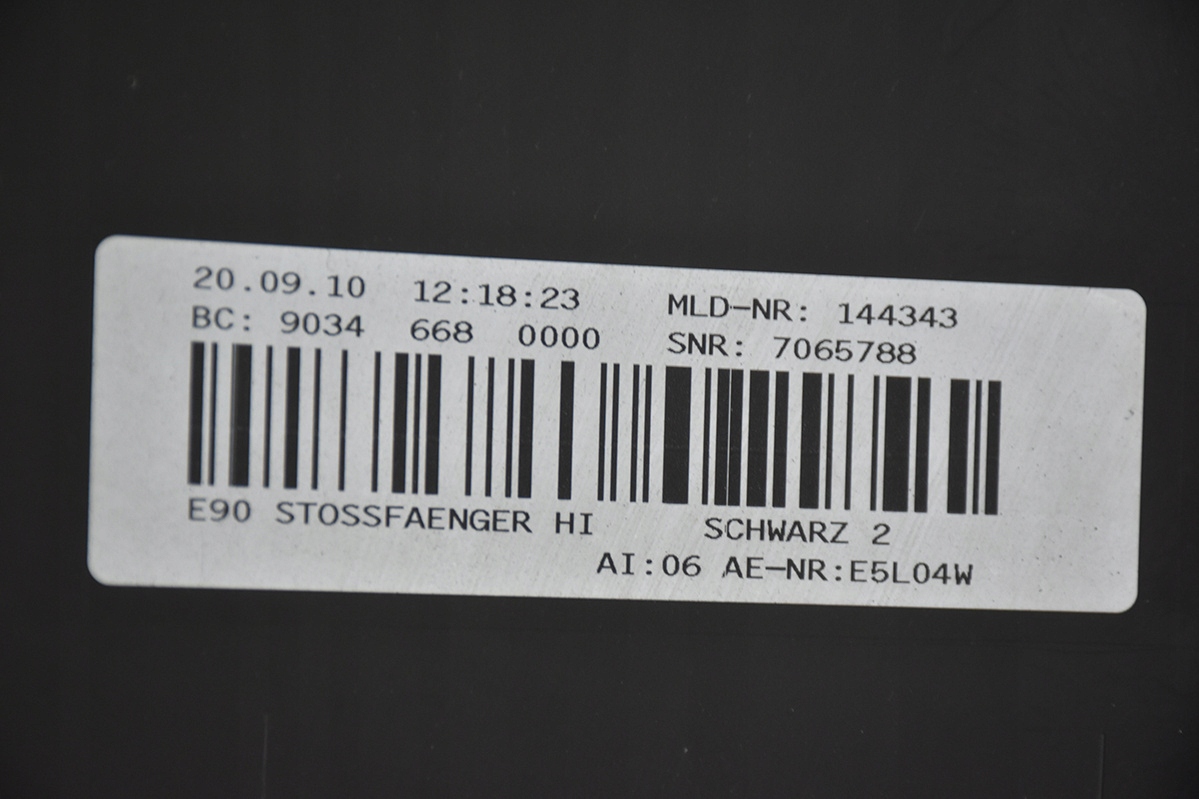 20.09.10 12:18:23 MLD-NR: 144343
BC: 9034 668 0000 SNR: 7065788
E90 STOSSFAENGER HI SCHWARZ 2
AI:06 AE-NR:E5L04W